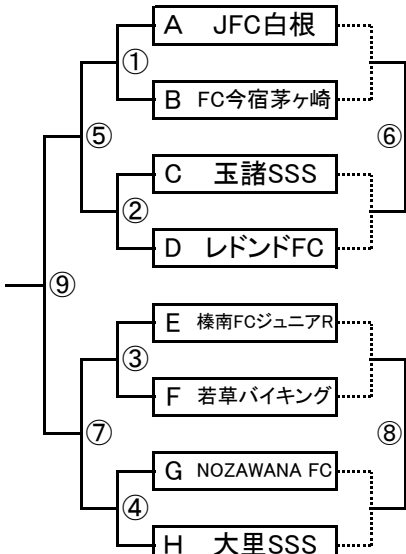 A JFC白根
①
B FC今宿茅ヶ崎
⑤
⑥
C 玉諸SSS
②
D レドンドFC
⑨
E 榛南FCジュニアR
③
F 若草バイキング
⑦
⑧
G NOZAWANA FC
④
H 大里SSS